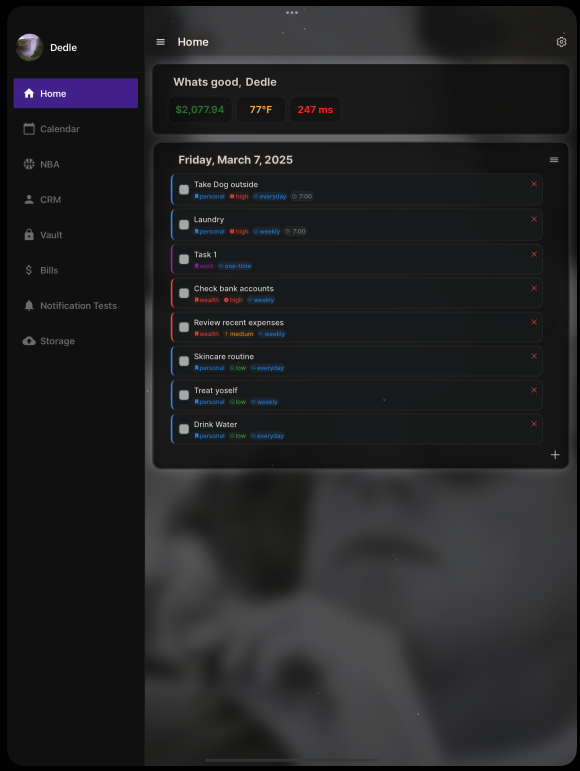 Dedle
Home
Calendar
NBA
CRM
Vault
Bills
Notification Tests
Storage
Home
Whats good, Dedle
$2,077.94 77°F 247 ms
Friday, March 7, 2025
Take Dog outside
personal high everyday 7:00
Laundry
personal high weekly 7:00
Task 1
work one-time
Check bank accounts
wealth high weekly
Review recent expenses
wealth medium weekly
Skincare routine
personal low everyday
Treat yoself
personal low weekly
Drink Water
personal low everyday